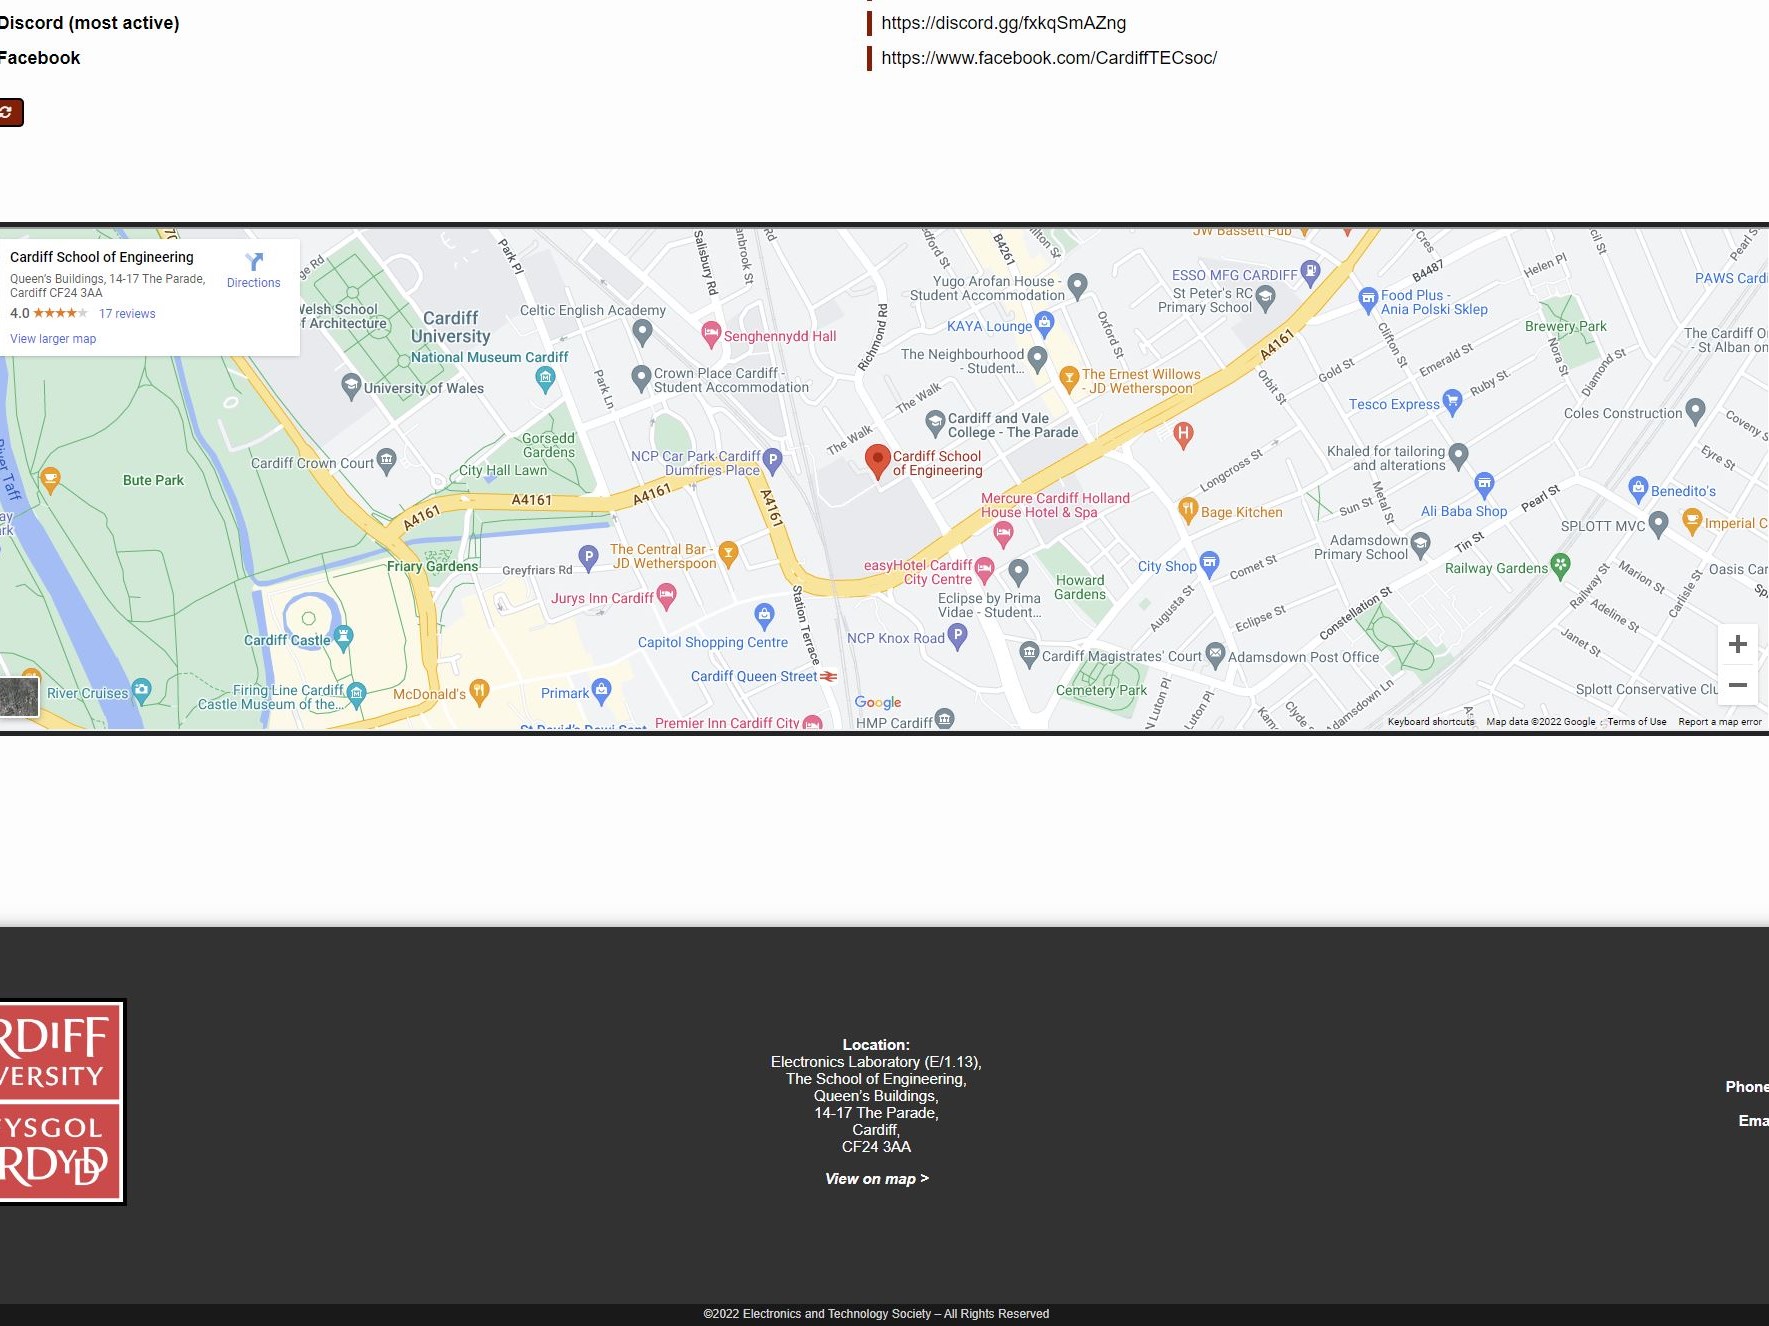 Discord (most active)
https://discord.gg/fxkqSmAZng
Facebook
https://www.facebook.com/CardiffTECsoc/
Cardiff School of Engineering
Queen's Buildings, 14-17 The Parade,
Cardiff CF24 3AA
Directions
4.0
17 reviews
View larger map
Park Pl
Salisbury Rd
B4261
JW Bassett Pub
B4487
Helen Pl
Pearl S
PAWS Cardi
ESSO MFG CARDIFF
St Peter's RC
Primary School
Yugo Arofan House -
Student Accommodation
Food Plus -
Ania Polski Sklep
Brewery Park
The Cardiff O
- St Alban on
Celtic English Academy
Welsh School
of Architecture
Cardiff
University
National Museum Cardiff
University of Wales
Senghennydd Hall
Richmond Rd
KAYA Lounge
Oxford St
A4161
Clifton St
Nora St
Diamond St
Crown Place Cardiff -
Student Accommodation
The Neighbourhood
- Student...
The Ernest Willows
- JD Wetherspoon
Gold St
Emerald St
Ruby St
Orbit St
Park Ln
The Walk
Tesco Express
Coles Construction
Coveny S
Gorsedd
Gardens
City Hall Lawn
Cardiff and Vale
College - The Parade
The Walk
Cardiff Crown Court
NCP Car Park Cardiff
Dumfries Place
Cardiff School
of Engineering
Khaled for tailoring
and alterations
Longcross St
Eyre St
River Taff
Bute Park
A4161
A4161
A4161
A4161
Mercure Cardiff Holland
House Hotel & Spa
Bage Kitchen
Sun St
Metal St
Ali Baba Shop
Pearl St
Benedito's
SPLOTT MVC
Imperial C
Adamsdown
Primary School
Tin St
Friary Gardens
Greyfriars Rd
The Central Bar -
JD Wetherspoon
easyHotel Cardiff
City Centre
City Shop
Comet St
Railway Gardens
Railway St
Marion St
Oasis Car
Jurys Inn Cardiff
Station Terrace
Eclipse by Prima
Vidae - Student...
Howard
Gardens
Augusta St
Eclipse St
Constellation St
Adeline St
Carlisle St
Janet St
Cardiff Castle
Capitol Shopping Centre
NCP Knox Road
Cardiff Magistrates' Court
Adamsdown Post Office
Cardiff Queen Street
River Cruises
Firing Line Cardiff
Castle Museum of the...
McDonald's
Primark
Google
Cemetery Park
N Luton Pl
Luton Pl
Adamsdown Ln
Splott Conservative Clu
Premier Inn Cardiff City
HMP Cardiff
Keyboard shortcuts
Map data ©2022 Google
Terms of Use
Report a map error
RDIFF
VERSITY
YSGOL
RDYDD
Location:
Electronics Laboratory (E/1.13),
The School of Engineering,
Queen's Buildings,
14-17 The Parade,
Cardiff,
CF24 3AA
View on map >
Phone
Ema
©2022 Electronics and Technology Society – All Rights Reserved